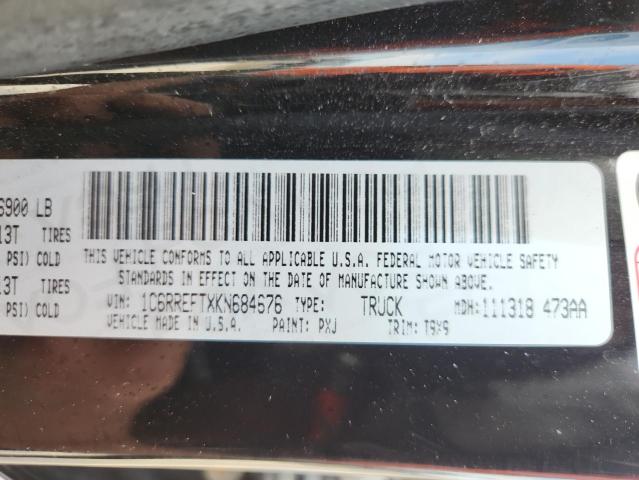 6900 LB
13T TIRES
PSI) COLD
13T TIRES
PSI) COLD
THIS VEHICLE CONFORMS TO ALL APPLICABLE U.S.A. FEDERAL MOTOR VEHICLE SAFETY
STANDARDS IN EFFECT ON THE DATE OF MANUFACTURE SHOWN ABOVE.
VIN: 1C6RREFTXKN684676 TYPE: TRUCK MDH: 111318 473AA
VEHICLE MADE IN U.S.A. PAINT: PXJ TRIM: T9X9